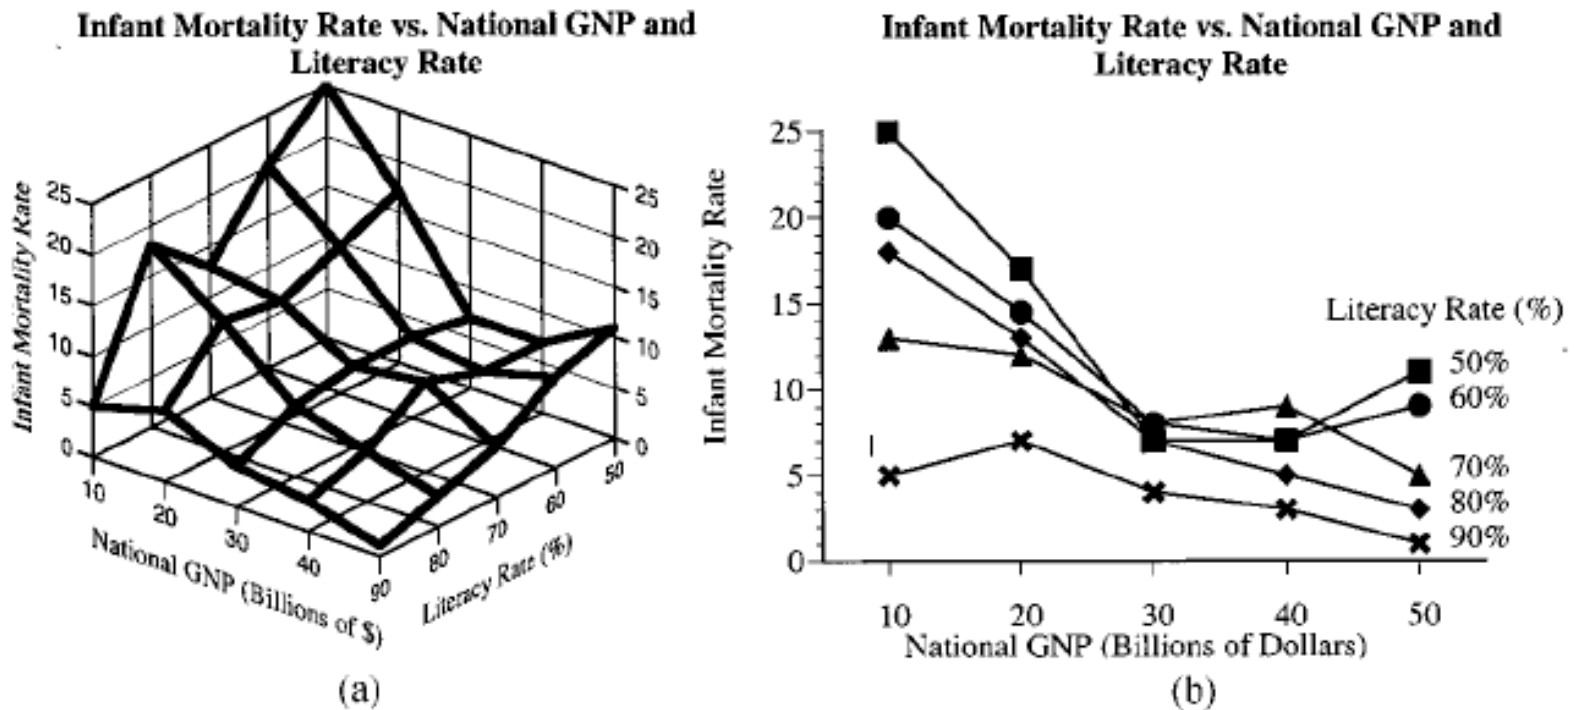 Infant Mortality Rate vs. National GNP and
Literacy Rate
Infant Mortality Rate
25
20
15
10
5
0
25
20
15
10
5
0
10
20
30
40
90
80
70
60
50
National GNP (Billions of $)
Literacy Rate (%)
(a)
Infant Mortality Rate vs. National GNP and
Literacy Rate
Infant Mortality Rate
25
20
15
10
5
0
Literacy Rate (%)
50%
60%
70%
80%
90%
10 20 30 40 50
National GNP (Billions of Dollars)
(b)